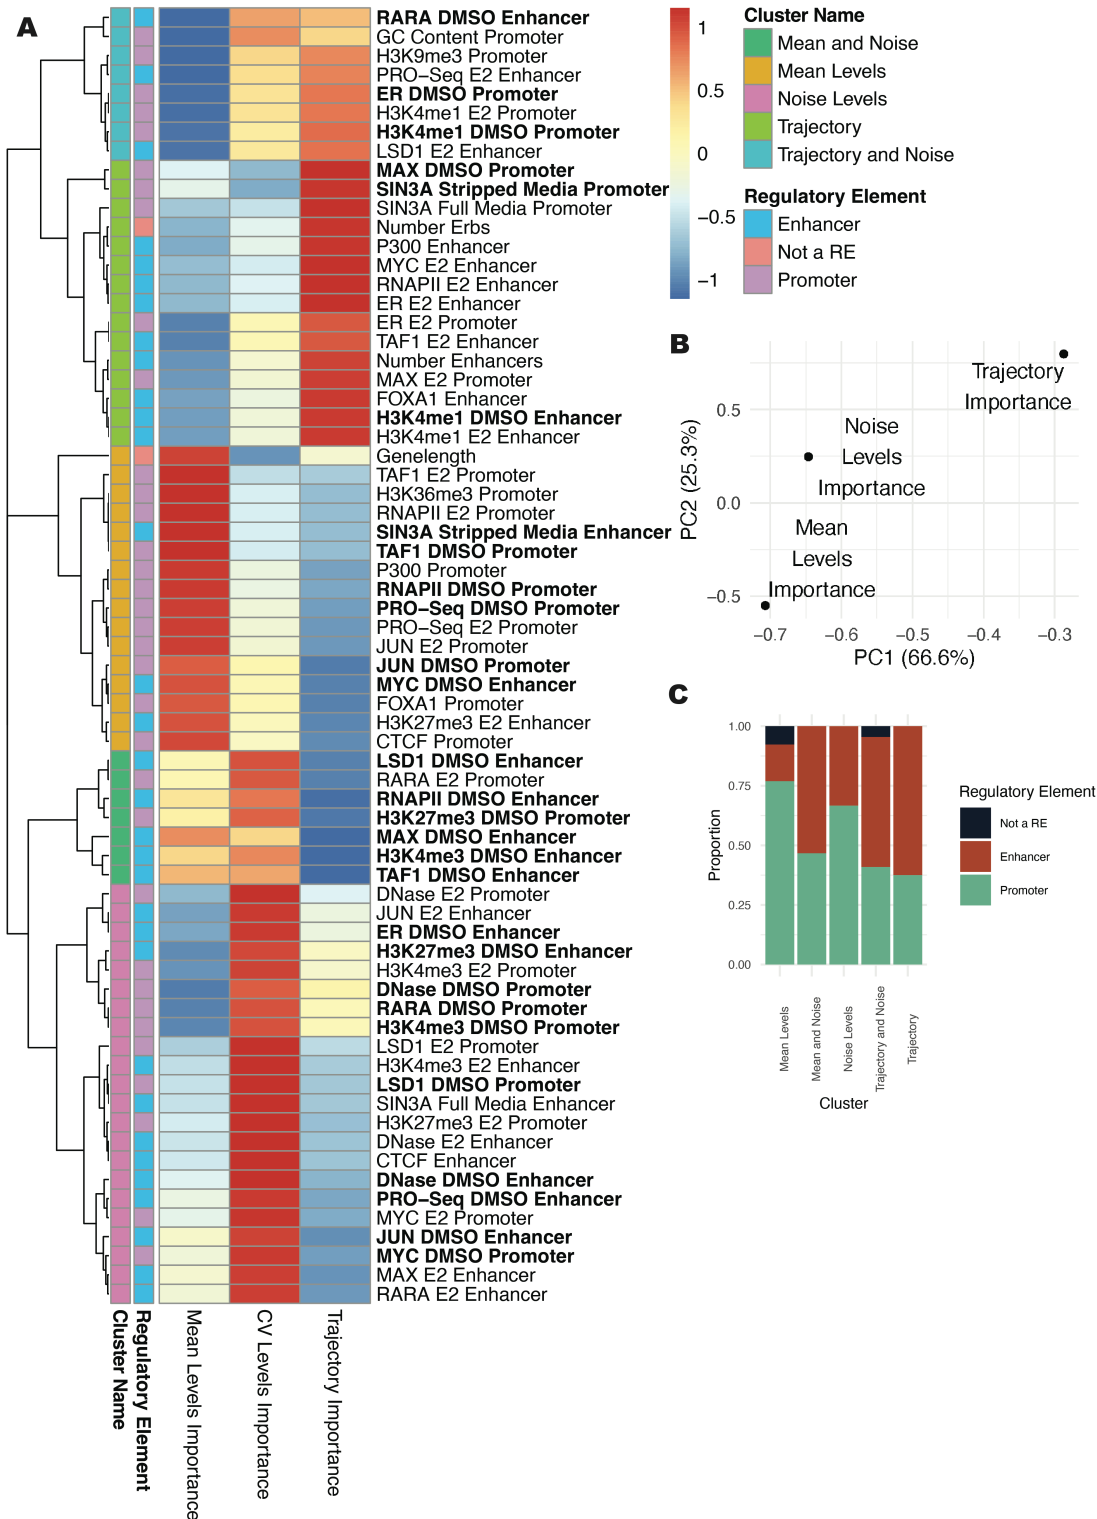 A
RARA DMSO Enhancer
GC Content Promoter
H3K9me3 Promoter
PRO−Seq E2 Enhancer
ER DMSO Promoter
H3K4me1 E2 Promoter
H3K4me1 DMSO Promoter
LSD1 E2 Enhancer
MAX DMSO Promoter
SIN3A Stripped Media Promoter
SIN3A Full Media Promoter
Number Erbs
P300 Enhancer
MYC E2 Enhancer
RNAPII E2 Enhancer
ER E2 Enhancer
ER E2 Promoter
TAF1 E2 Enhancer
Number Enhancers
MAX E2 Promoter
FOXA1 Enhancer
H3K4me1 DMSO Enhancer
H3K4me1 E2 Enhancer
Genelength
TAF1 E2 Promoter
H3K36me3 Promoter
RNAPII E2 Promoter
SIN3A Stripped Media Enhancer
TAF1 DMSO Promoter
P300 Promoter
RNAPII DMSO Promoter
PRO−Seq DMSO Promoter
PRO−Seq E2 Promoter
JUN E2 Promoter
JUN DMSO Promoter
MYC DMSO Enhancer
FOXA1 Promoter
H3K27me3 E2 Enhancer
CTCF Promoter
LSD1 DMSO Enhancer
RARA E2 Promoter
RNAPII DMSO Enhancer
H3K27me3 DMSO Promoter
MAX DMSO Enhancer
H3K4me3 DMSO Enhancer
TAF1 DMSO Enhancer
DNase E2 Promoter
JUN E2 Enhancer
ER DMSO Enhancer
H3K27me3 DMSO Enhancer
H3K4me3 E2 Promoter
DNase DMSO Promoter
RARA DMSO Promoter
H3K4me3 DMSO Promoter
LSD1 E2 Promoter
H3K4me3 E2 Enhancer
LSD1 DMSO Promoter
SIN3A Full Media Enhancer
H3K27me3 E2 Promoter
DNase E2 Enhancer
CTCF Enhancer
DNase DMSO Enhancer
PRO−Seq DMSO Enhancer
MYC E2 Promoter
JUN DMSO Enhancer
MYC DMSO Promoter
MAX E2 Enhancer
RARA E2 Enhancer
Cluster Name
Regulatory Element
Mean Levels Importance
CV Levels Importance
Trajectory Importance
1
0.5
0
−0.5
−1
Cluster Name
Mean and Noise
Mean Levels
Noise Levels
Trajectory
Trajectory and Noise
Regulatory Element
Enhancer
Not a RE
Promoter
B
PC2 (25.3%)
0.5
0.0
−0.5
Trajectory
Importance
Noise
Levels
Importance
Mean
Levels
Importance
−0.7
−0.6
−0.5
−0.4
−0.3
PC1 (66.6%)
C
Proportion
1.00
0.75
0.50
0.25
0.00
Mean Levels
Mean and Noise
Noise Levels
Trajectory and Noise
Trajectory
Cluster
Regulatory Element
Not a RE
Enhancer
Promoter